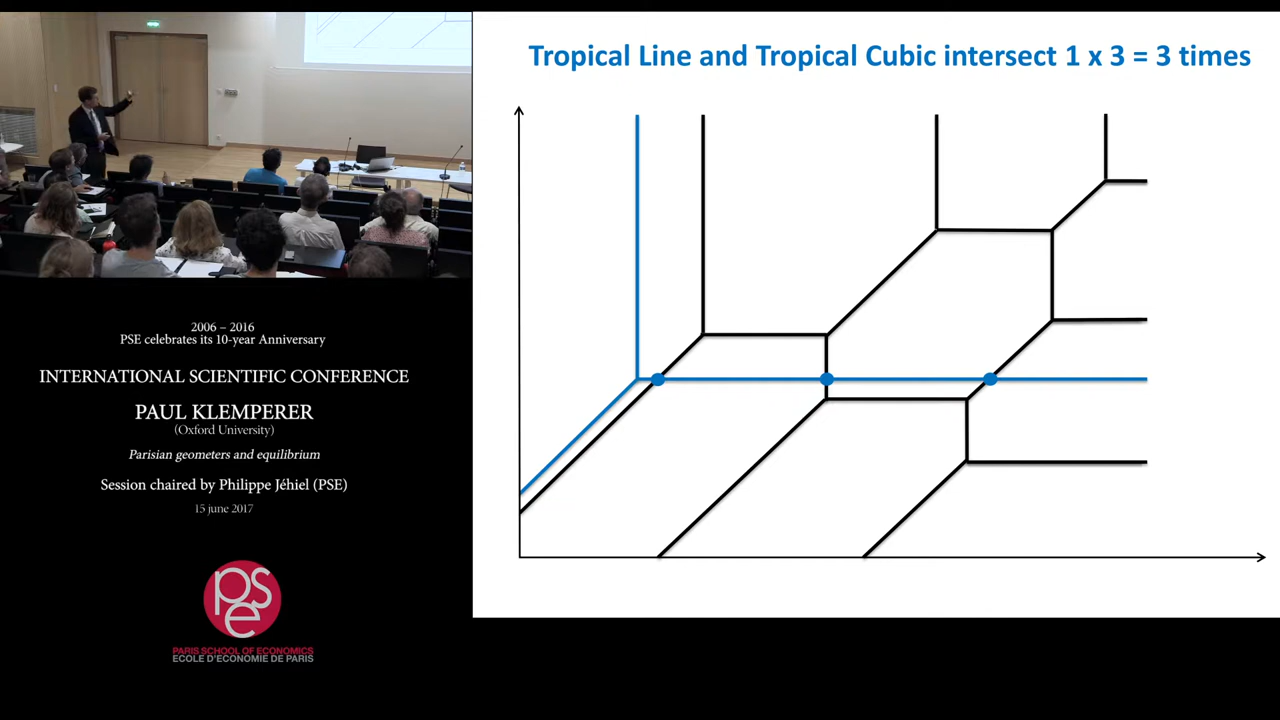 Tropical Line and Tropical Cubic intersect 1 x 3 = 3 times
2006 – 2016
PSE celebrates its 10-year Anniversary
INTERNATIONAL SCIENTIFIC CONFERENCE
PAUL KLEMPERER
(Oxford University)
Parisian geometers and equilibrium
Session chaired by Philippe Jéhiel (PSE)
15 june 2017
pse
PARIS SCHOOL OF ECONOMICS
ECOLE D'ECONOMIE DE PARIS